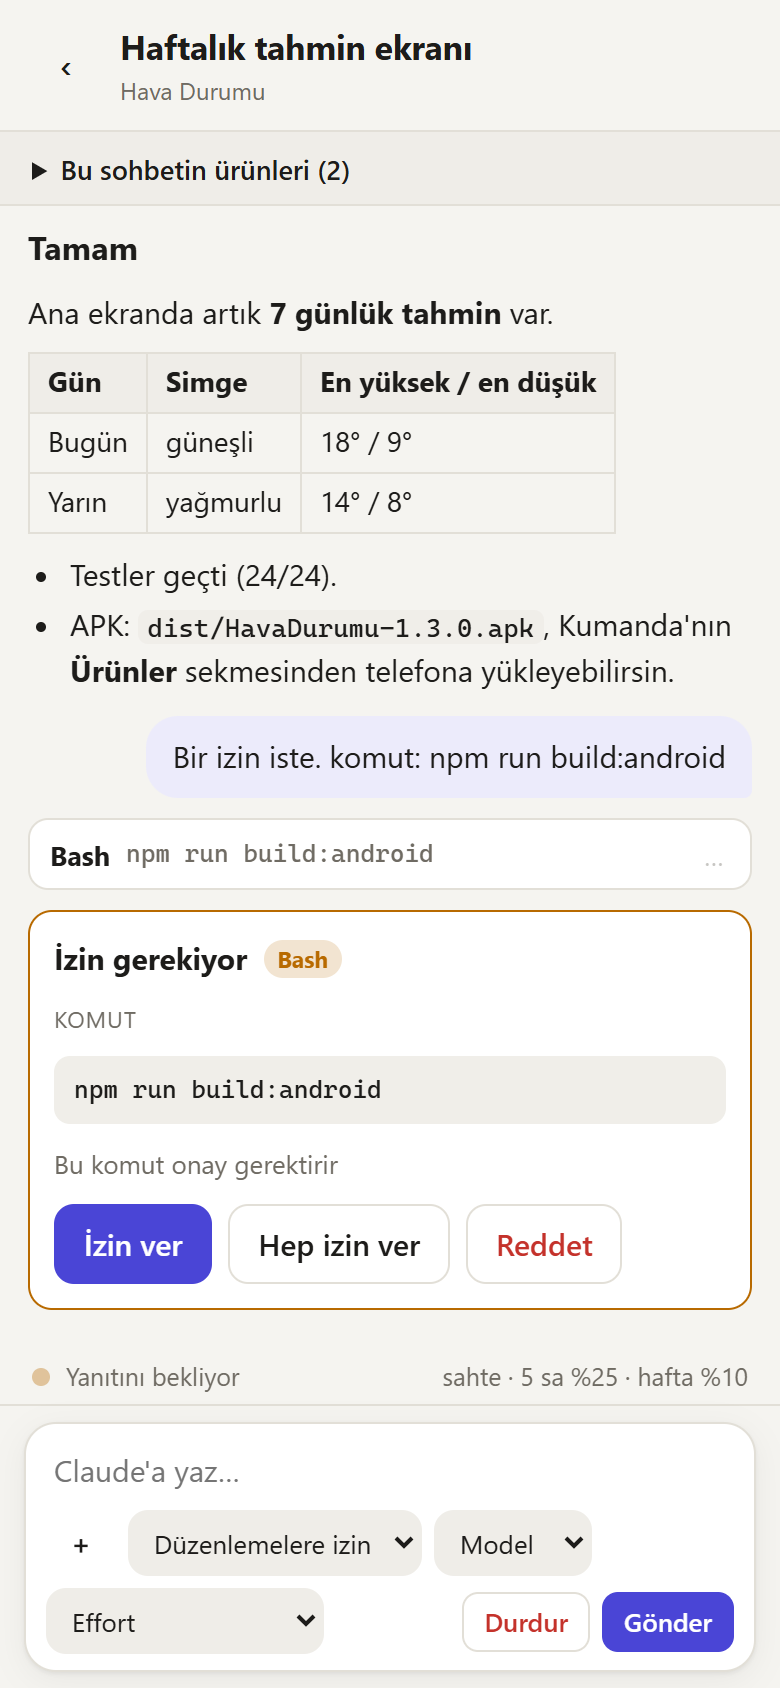 Haftalık tahmin ekranı
Hava Durumu
Bu sohbetin ürünleri (2)
Tamam
Ana ekranda artık 7 günlük tahmin var.
Gün Simge En yüksek / en düşük
Bugün güneşli 18° / 9°
Yarın yağmurlu 14° / 8°
Testler geçti (24/24).
APK: dist/HavaDurumu-1.3.0.apk, Kumanda'nın
Ürünler sekmesinden telefona yükleyebilirsin.
Bir izin iste. komut: npm run build:android
Bash npm run build:android ...
İzin gerekiyor Bash
KOMUT
npm run build:android
Bu komut onay gerektirir
İzin ver Hep izin ver Reddet
Yanıtını bekliyor sahte · 5 sa %25 · hafta %10
Claude'a yaz...
+ Düzenlemelere izin Model
Effort Durdur Gönder